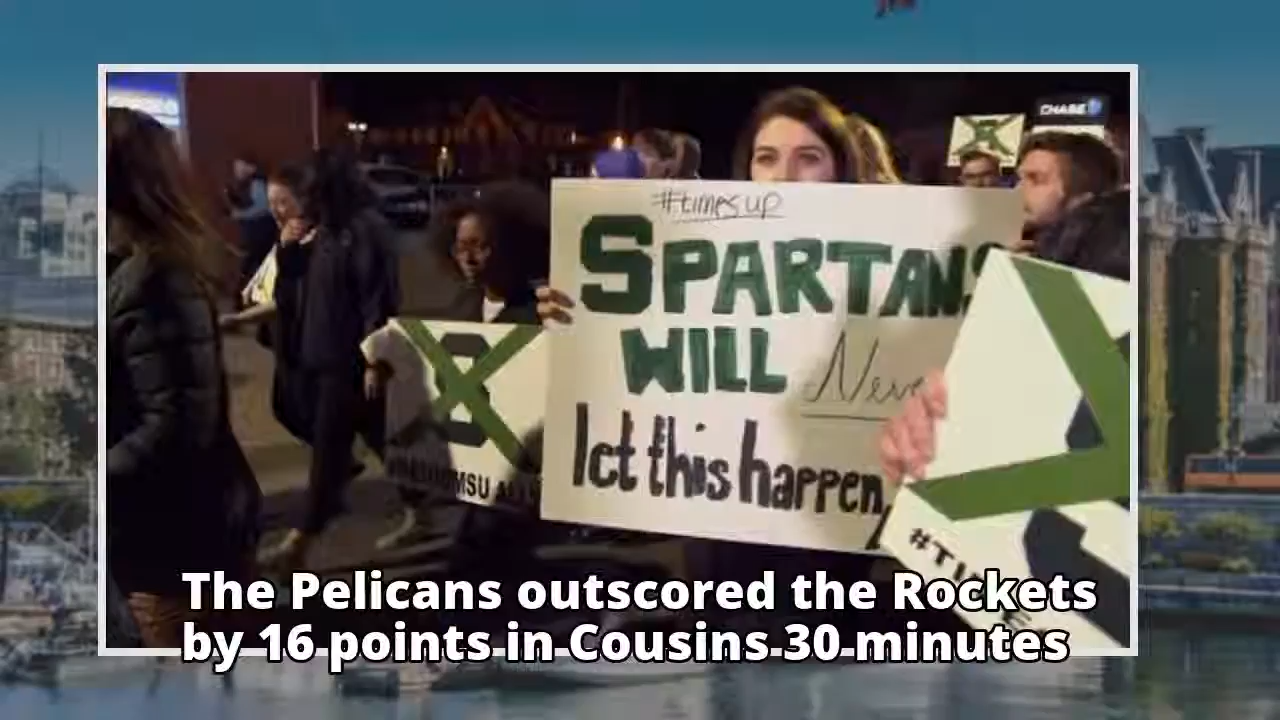 CHASE
#timesup
SPARTANS
WILL
let this happen
MSU
The Pelicans outscored the Rockets
by 16 points in Cousins 30 minutes